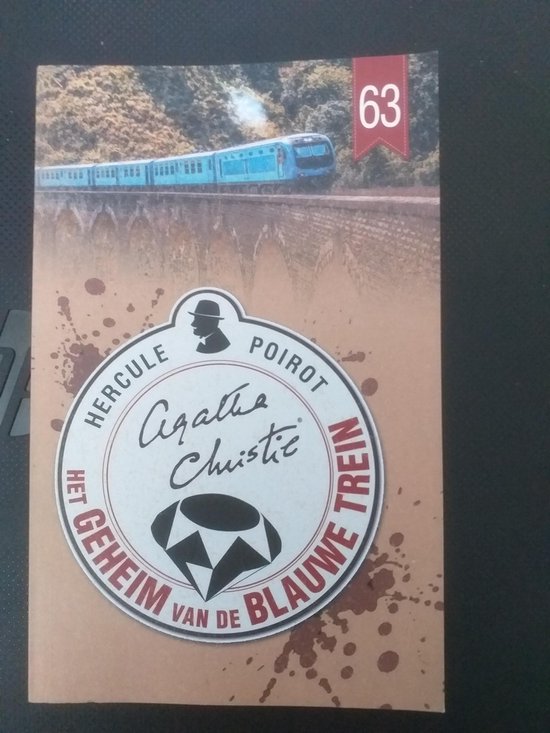 63
HERCULE POIROT
Agatha
Christie®
HET GEHEIM VAN DE BLAUWE TREIN